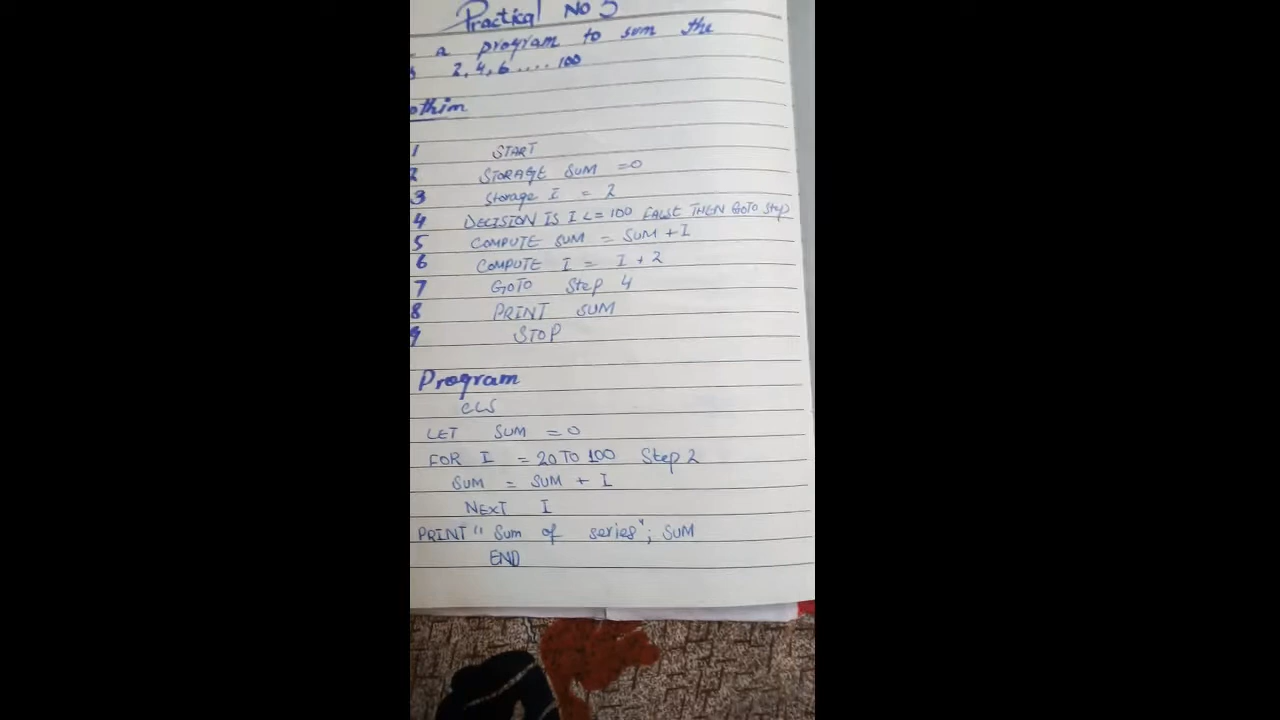 Practical No 5
a program to sum the
2, 4, 6 .... 100
othim
1 START
2 STORAGE SUM =0
3 Storage I = 2
4 DECISION IS I <= 100 FALSE THEN GOTO Step
5 COMPUTE SUM = SUM + I
6 COMPUTE I = I + 2
7 GOTO Step 4
8 PRINT SUM
9 STOP
Program
CLS
LET SUM = 0
FOR I = 20 TO 100 Step 2
SUM = SUM + I
NEXT I
PRINT " Sum of series"; SUM
END